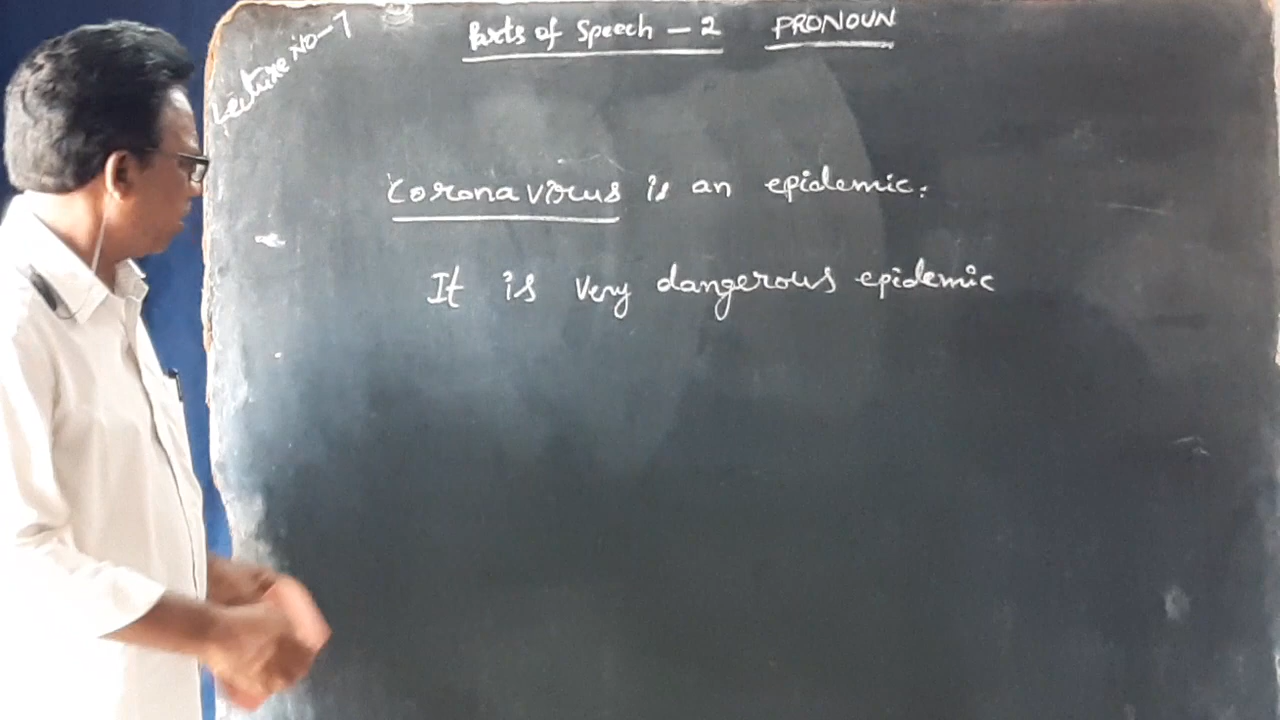 Lecture No-7
Parts of Speech - 2 PRONOUN
Coronavirus is an epidemic.
It is very dangerous epidemic